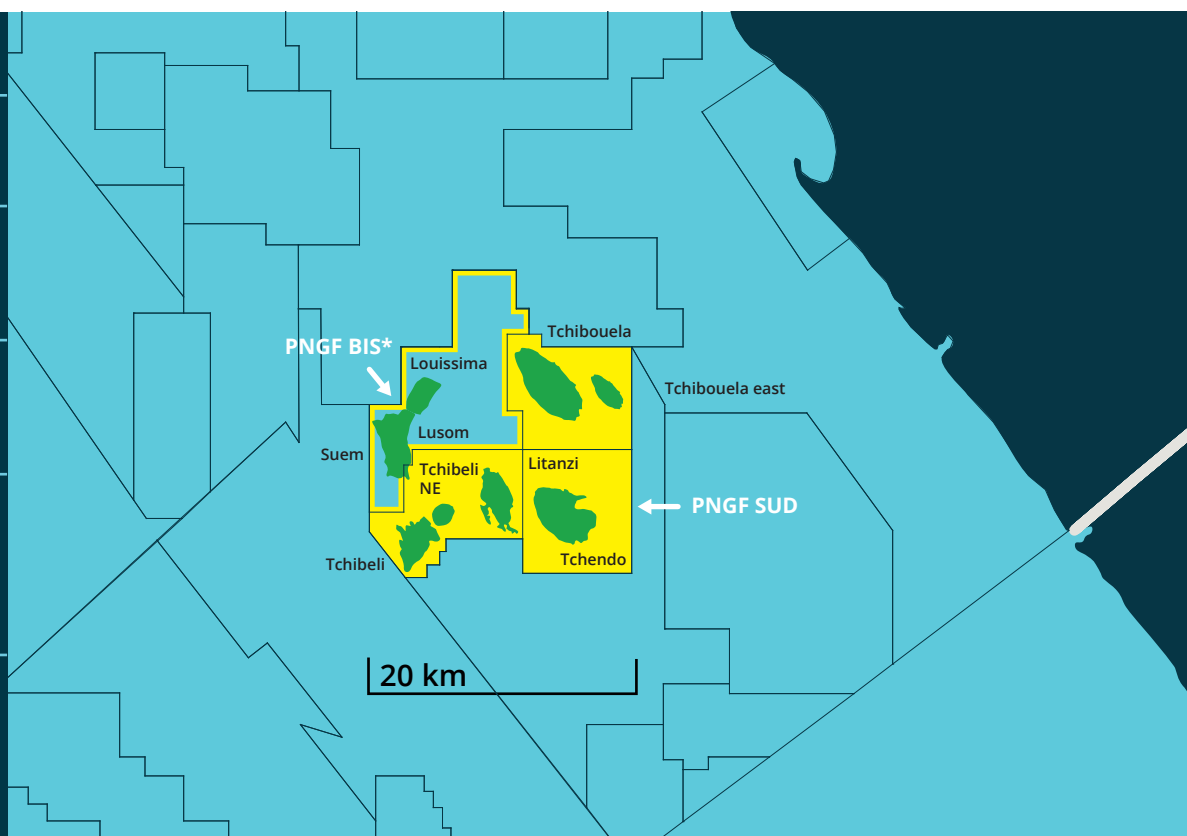 Tchibouela
PNGF BIS*
Louissima
Tchibouela east
Lusom
Suem
Tchibeli
NE
Litanzi
PNGF SUD
Tchibeli
Tchendo
20 km